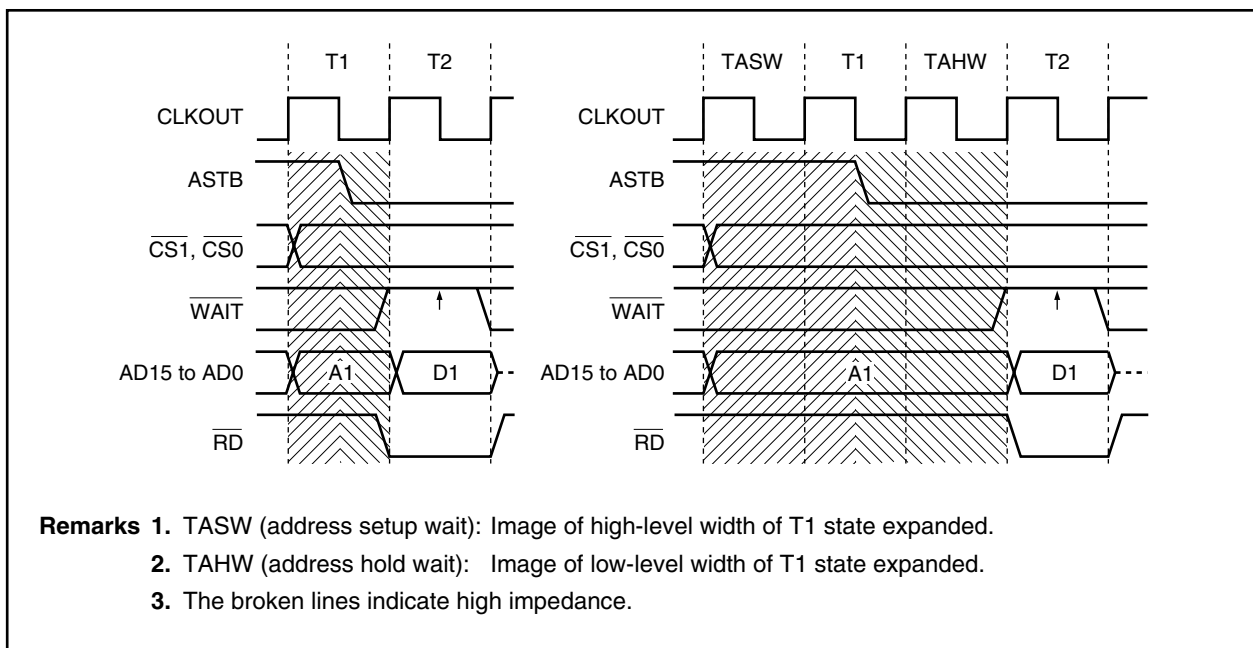 T1 T2 TASW T1 TAHW T2
CLKOUT CLKOUT
ASTB ASTB
CS1, CS0 CS1, CS0
WAIT WAIT
AD15 to AD0 A1 D1 AD15 to AD0 A1 D1
RD RD
Remarks 1. TASW (address setup wait): Image of high-level width of T1 state expanded.
2. TAHW (address hold wait): Image of low-level width of T1 state expanded.
3. The broken lines indicate high impedance.